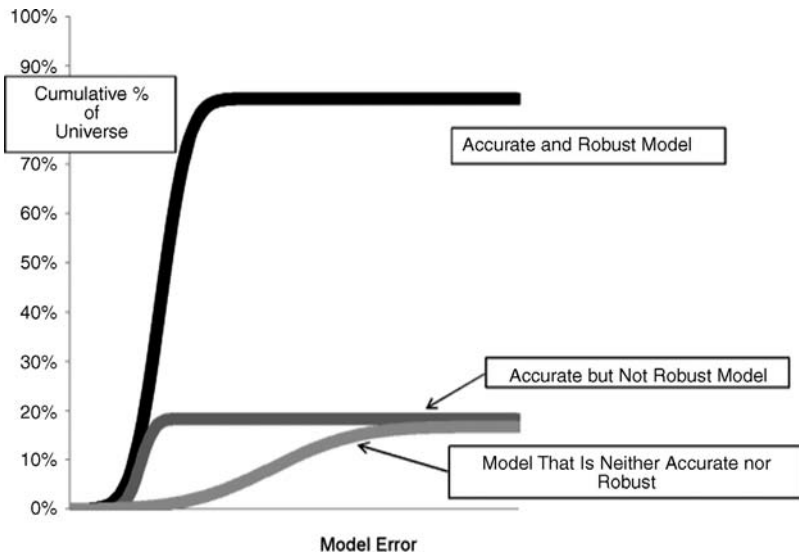 100%
90%
Cumulative %
of
Universe
70%
60%
50%
40%
30%
20%
10%
0%
Accurate and Robust Model
Accurate but Not Robust Model
Model That Is Neither Accurate nor
Robust
Model Error